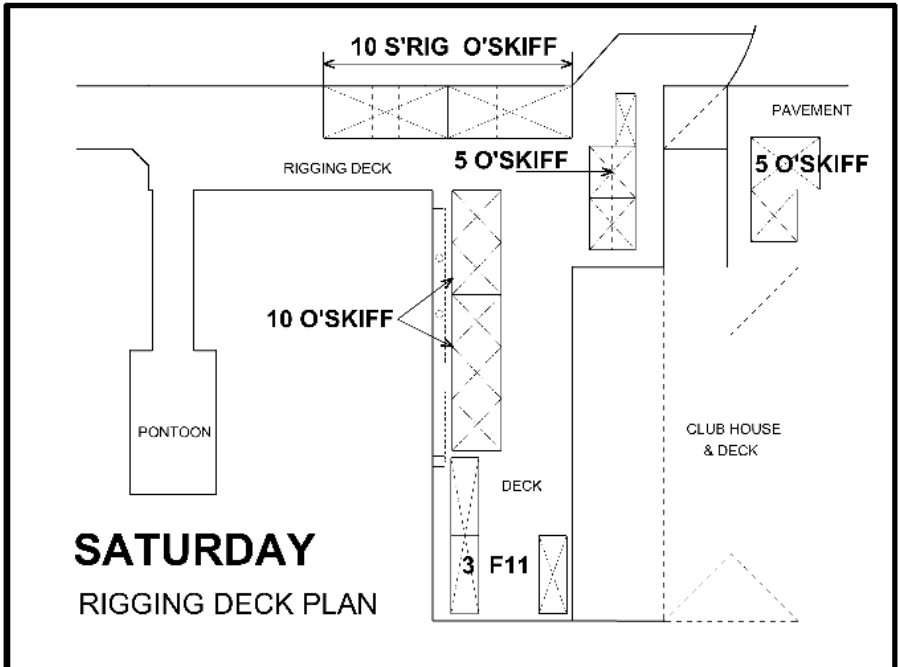 10 S'RIG O'SKIFF
PAVEMENT
5 O'SKIFF
5 O'SKIFF
RIGGING DECK
10 O'SKIFF
PONTOON
CLUB HOUSE
& DECK
DECK
SATURDAY
3 F11
RIGGING DECK PLAN